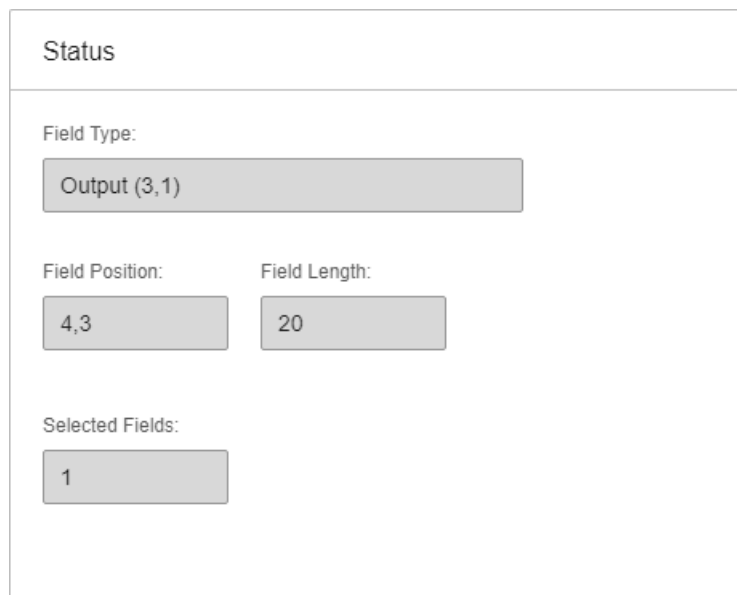 Status
Field Type:
Output (3,1)
Field Position: Field Length:
4,3 20
Selected Fields:
1